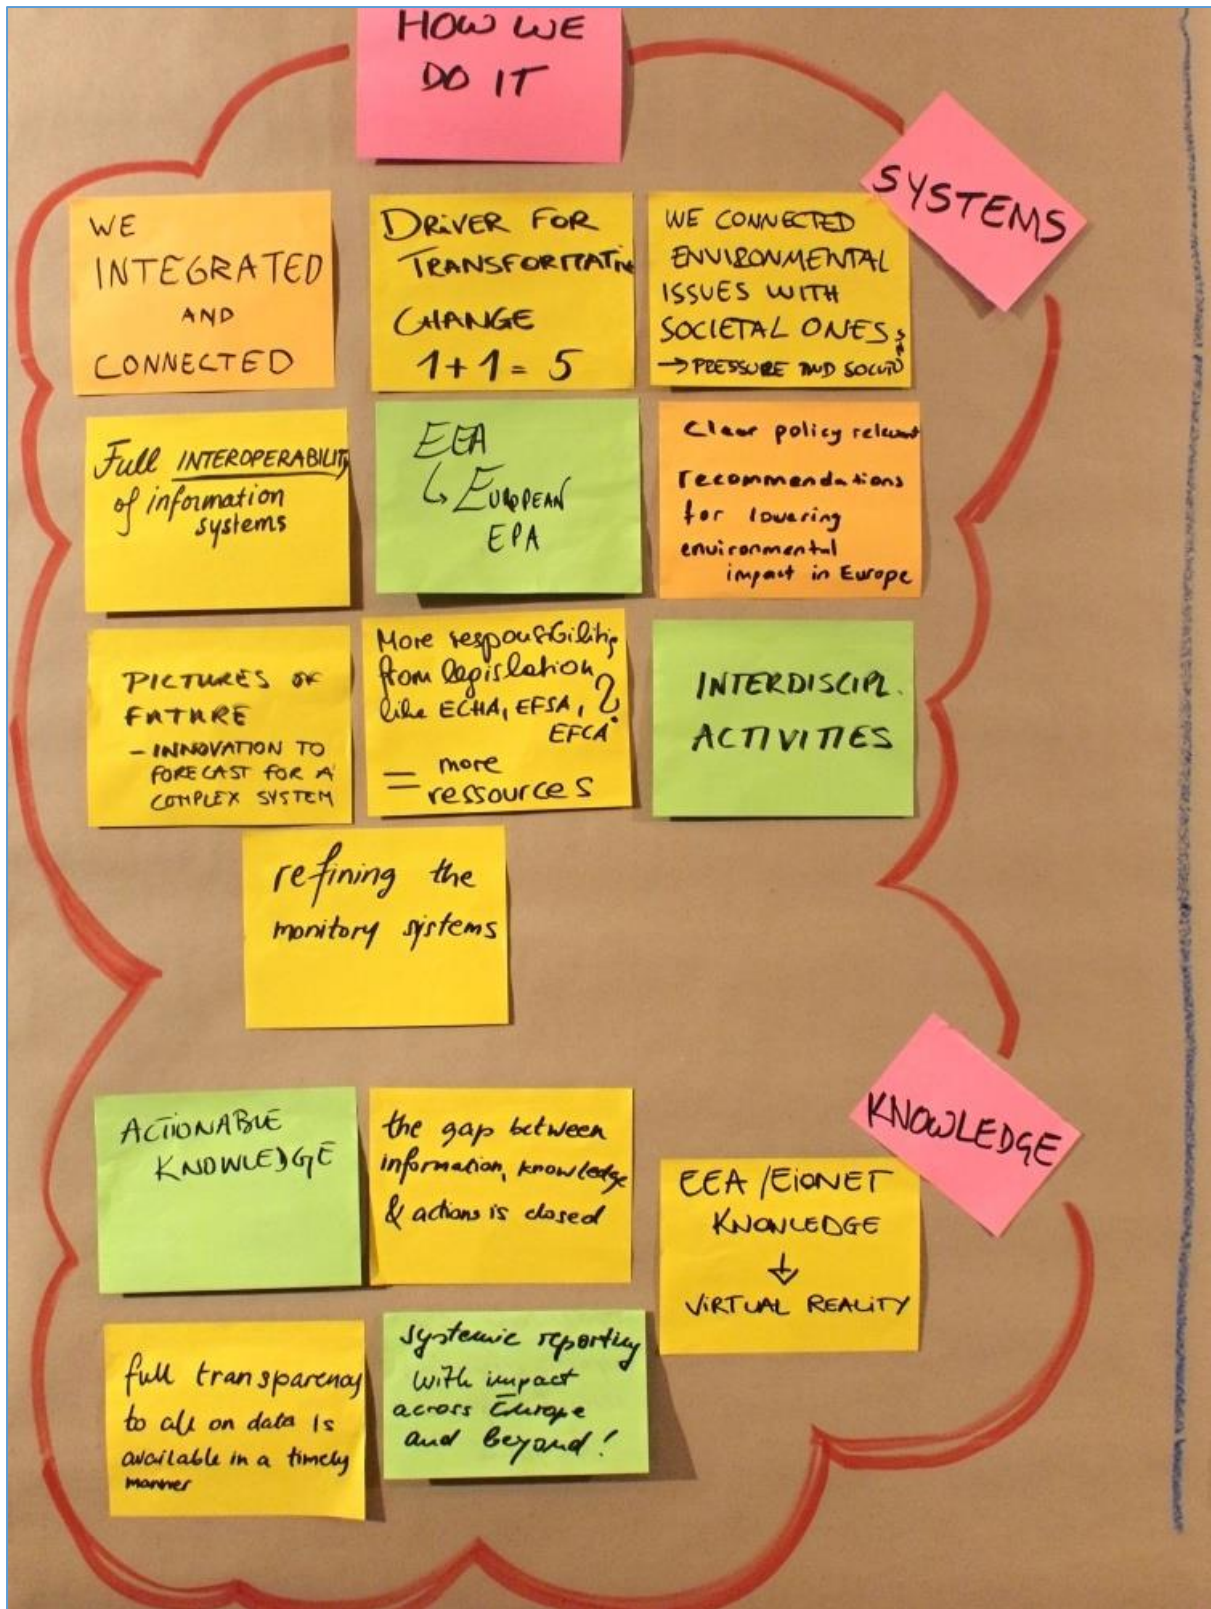 HOW WE
DO IT
SYSTEMS
WE
INTEGRATED
AND
CONNECTED
DRIVER FOR
TRANSFORMATIVE
CHANGE
1+1= 5
WE CONNECTED
ENVIRONMENTAL
ISSUES WITH
SOCIETAL ONES
→ PRESSURE AND SOLUTIONS
Full INTEROPERABILITY
of information
systems
EEA
↳ EUROPEAN
EPA
Clear policy relevant
recommendations
for lowering
environmental
impact in Europe
PICTURES OF
FUTURE
- INNOVATION TO
FORECAST FOR A
COMPLEX SYSTEM
More responsibilities
from legislation
like ECHA, EFSA, ?
EFCA
= more
ressources
INTERDISCIPL.
ACTIVITIES
refining the
monitory systems
KNOWLEDGE
ACTIONABLE
KNOWLEDGE
the gap between
information, knowledge
& actions is closed
EEA / EIONET
KNOWLEDGE
↓
VIRTUAL REALITY
full transparency
to all on data is
available in a timely
manner
systemic reporting
with impact
across Europe
and beyond!